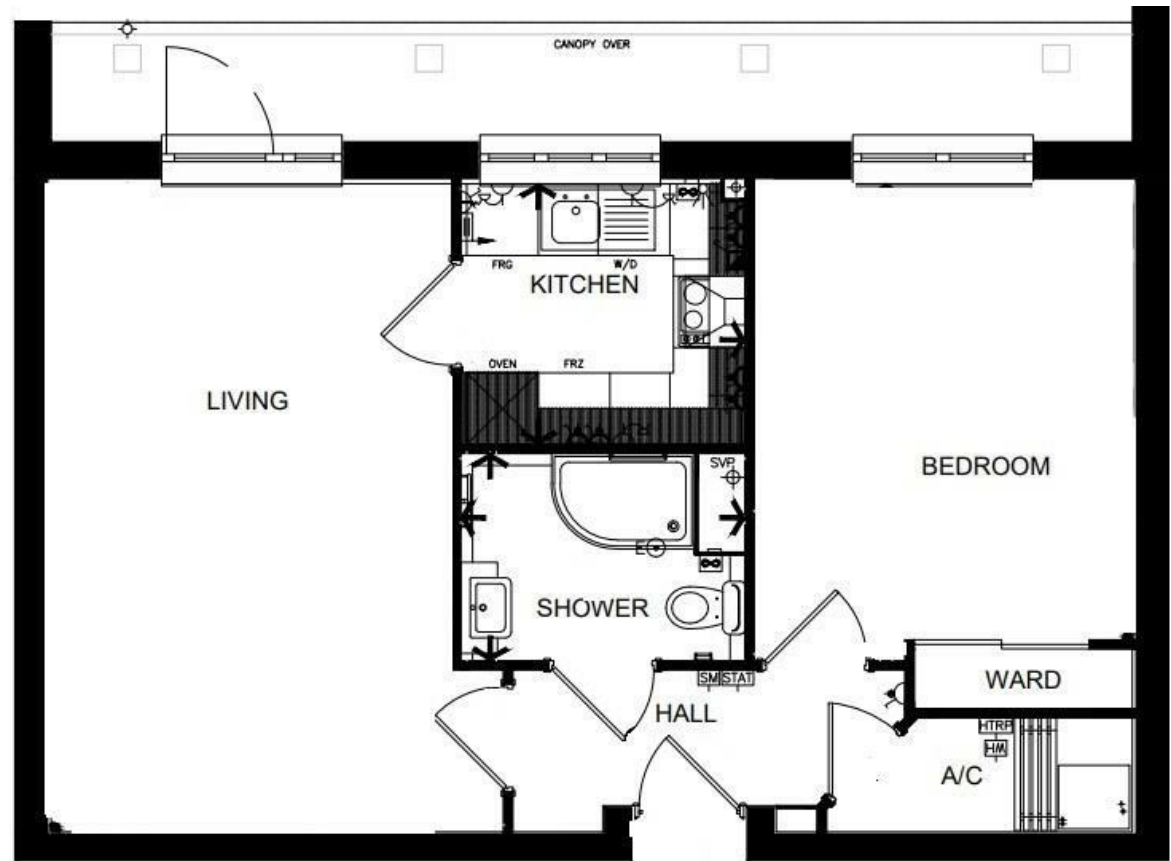 CANOPY OVER
FRG
W/D
KITCHEN
OVEN
FRZ
LIVING
BEDROOM
SVP
E
SHOWER
SM
STAT
WARD
HALL
HTRP
HM
A/C